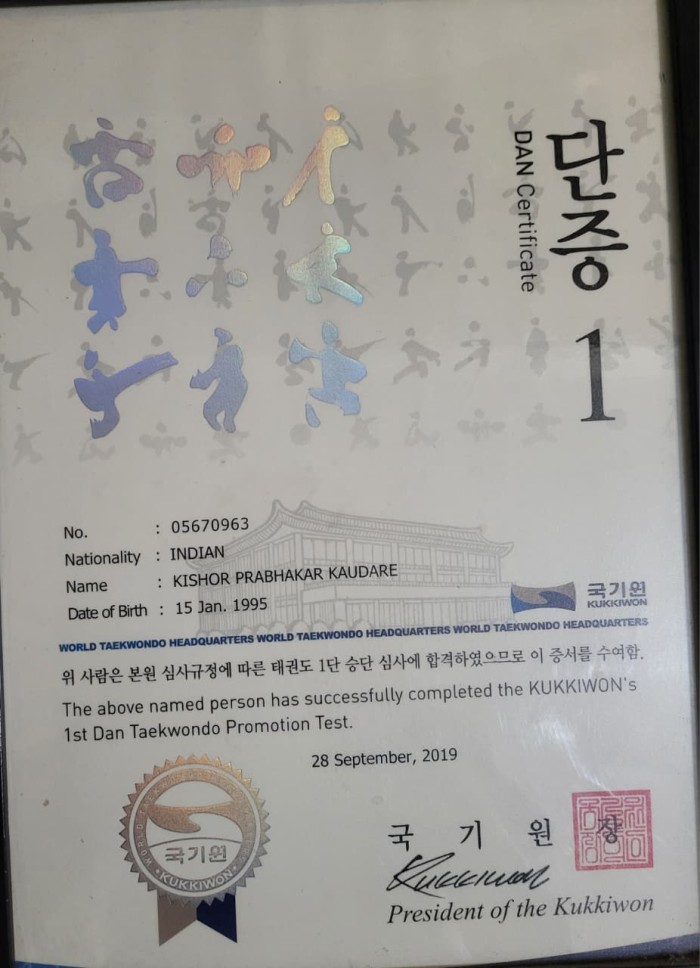 단증
DAN Certificate
1
No. : 05670963
Nationality : INDIAN
Name : KISHOR PRABHAKAR KAUDARE
Date of Birth : 15 Jan. 1995
국기원
KUKKIWON
WORLD TAEKWONDO HEADQUARTERS WORLD TAEKWONDO HEADQUARTERS WORLD TAEKWONDO HEADQUARTERS
위 사람은 본원 심사규정에 따른 태권도 1단 승단 심사에 합격하였으므로 이 증서를 수여함.
The above named person has successfully completed the KUKKIWON's
1st Dan Taekwondo Promotion Test.
28 September, 2019
국기원
KUKKIWON
국 기 원 장
Kukkiwon
President of the Kukkiwon